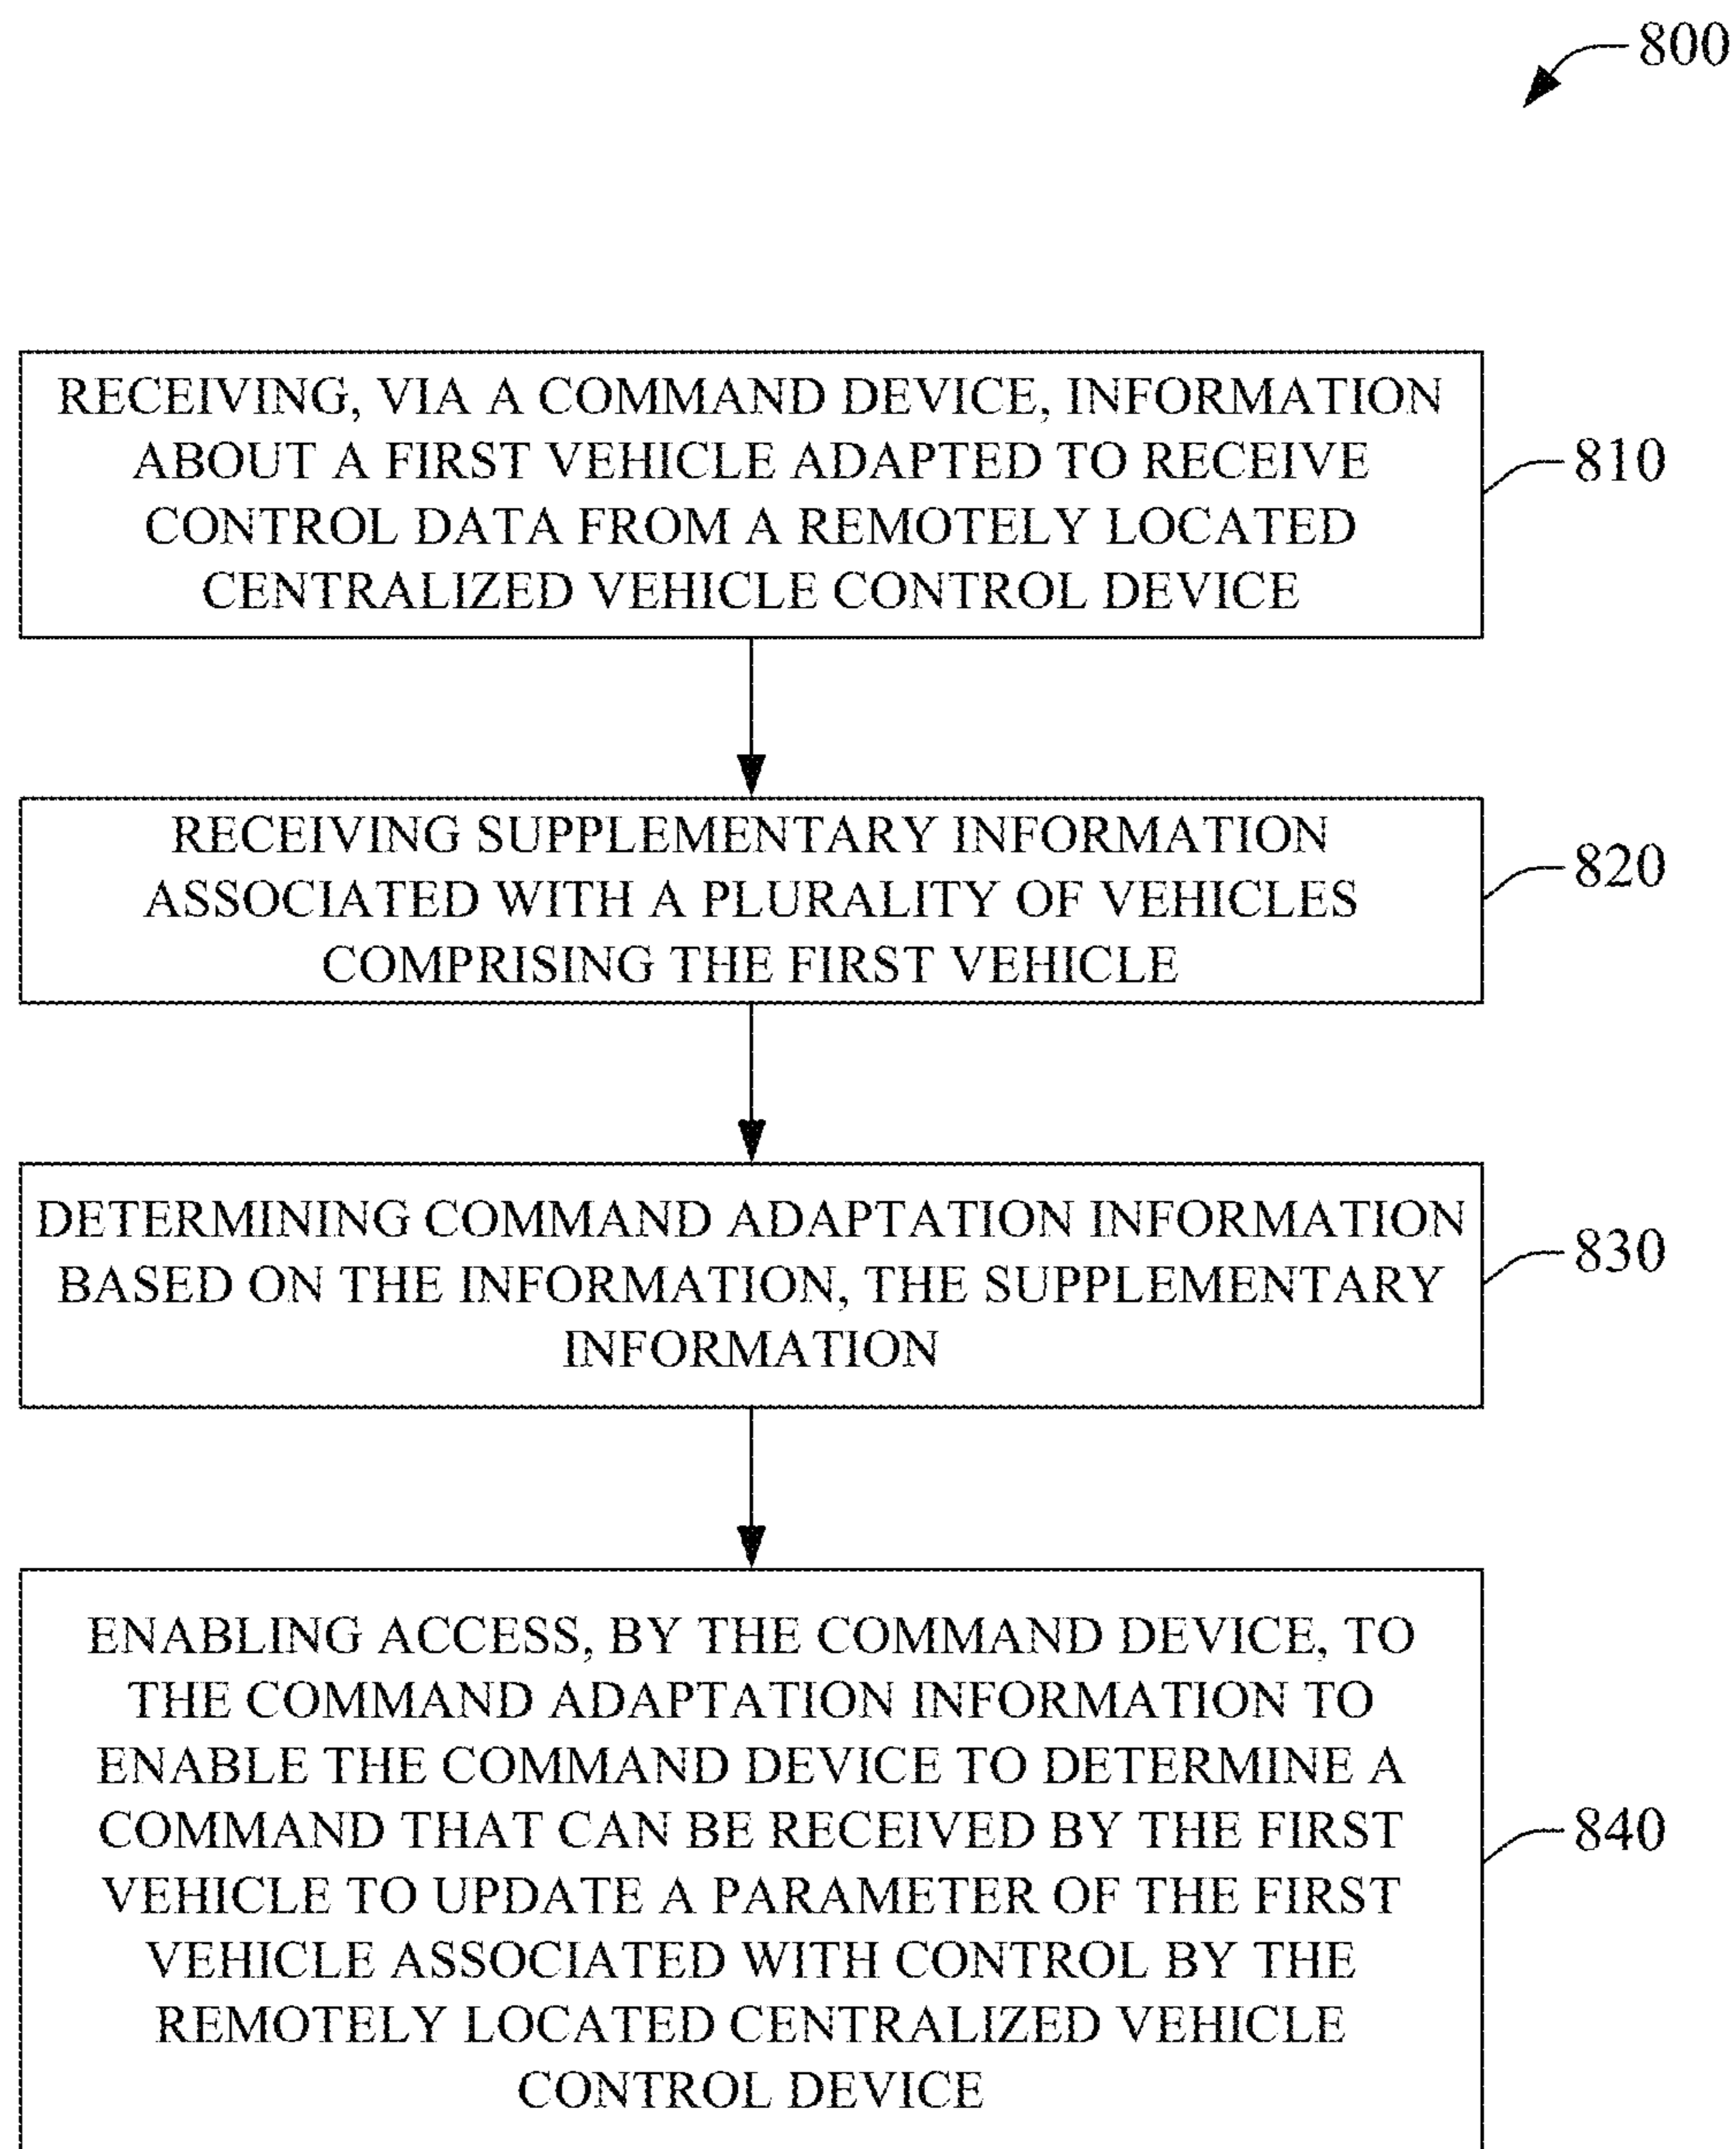 800
RECEIVING, VIA A COMMAND DEVICE, INFORMATION
ABOUT A FIRST VEHICLE ADAPTED TO RECEIVE
CONTROL DATA FROM A REMOTELY LOCATED
CENTRALIZED VEHICLE CONTROL DEVICE
810
RECEIVING SUPPLEMENTARY INFORMATION
ASSOCIATED WITH A PLURALITY OF VEHICLES
COMPRISING THE FIRST VEHICLE
820
DETERMINING COMMAND ADAPTATION INFORMATION
BASED ON THE INFORMATION, THE SUPPLEMENTARY
INFORMATION
830
ENABLING ACCESS, BY THE COMMAND DEVICE, TO
THE COMMAND ADAPTATION INFORMATION TO
ENABLE THE COMMAND DEVICE TO DETERMINE A
COMMAND THAT CAN BE RECEIVED BY THE FIRST
VEHICLE TO UPDATE A PARAMETER OF THE FIRST
VEHICLE ASSOCIATED WITH CONTROL BY THE
REMOTELY LOCATED CENTRALIZED VEHICLE
CONTROL DEVICE
840